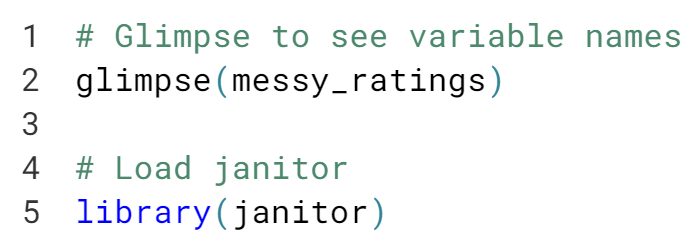 1 # Glimpse to see variable names
2 glimpse(messy_ratings)
3
4 # Load janitor
5 library(janitor)